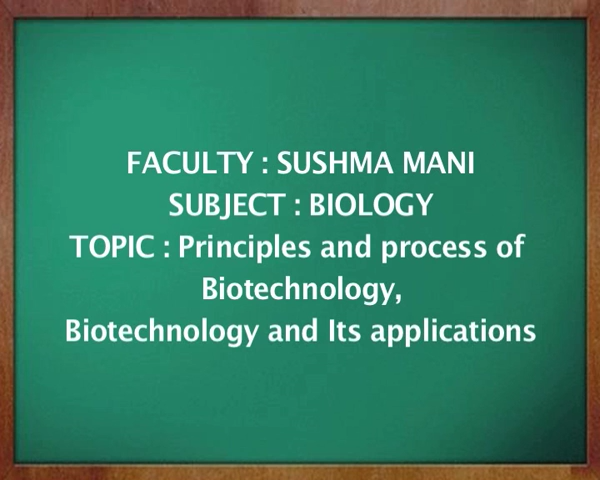 FACULTY : SUSHMA MANI
SUBJECT : BIOLOGY
TOPIC : Principles and process of
Biotechnology,
Biotechnology and Its applications